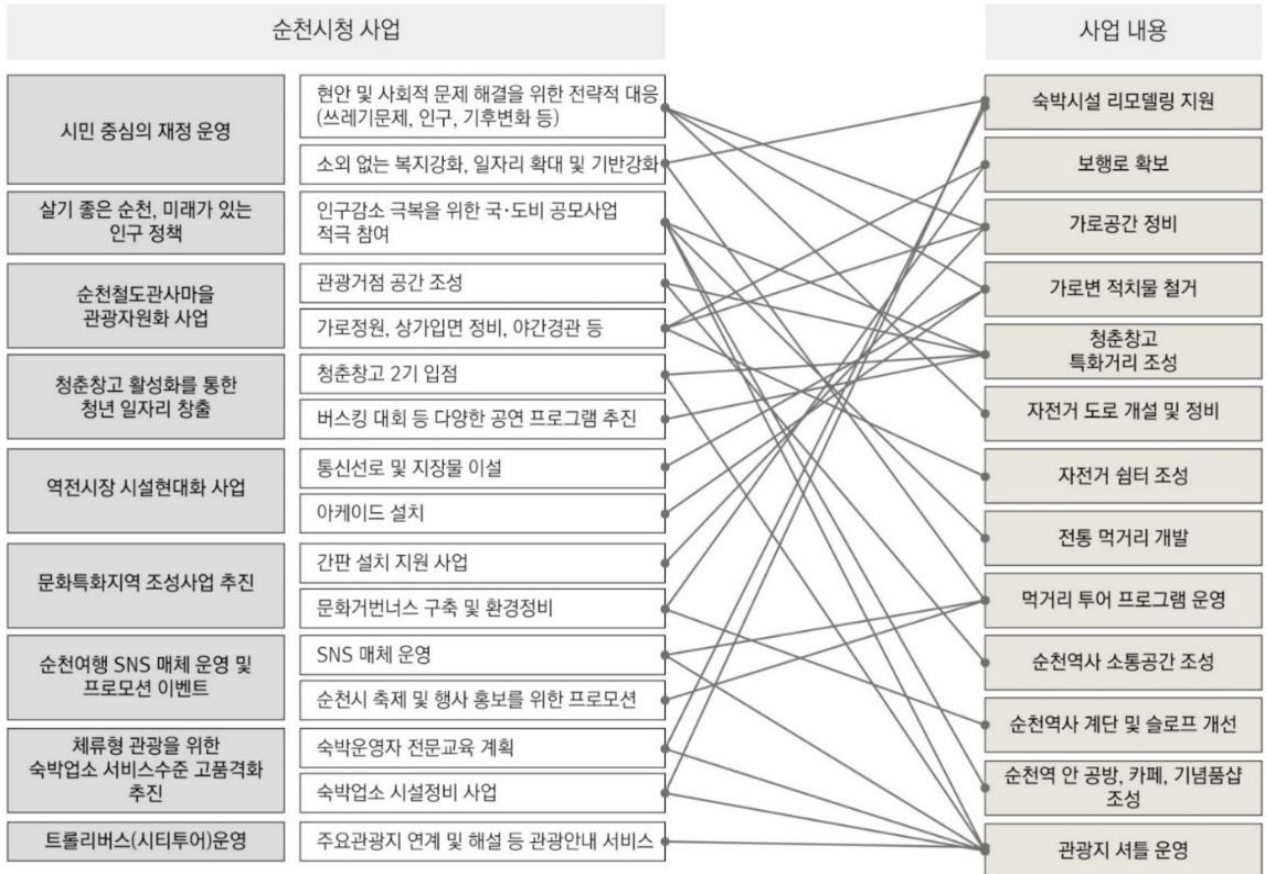 순천시청 사업
사업 내용
시민 중심의 재정 운영
현안 및 사회적 문제 해결을 위한 전략적 대응
(쓰레기문제, 인구, 기후변화 등)
소외 없는 복지강화, 일자리 확대 및 기반강화
살기 좋은 순천, 미래가 있는
인구 정책
인구감소 극복을 위한 국·도비 공모사업
적극 참여
순천철도관사마을
관광자원화 사업
관광거점 공간 조성
가로정원, 상가입면 정비, 야간경관 등
청춘창고 활성화를 통한
청년 일자리 창출
청춘창고 2기 입점
버스킹 대회 등 다양한 공연 프로그램 추진
역전시장 시설현대화 사업
통신선로 및 지장물 이설
아케이드 설치
문화특화지역 조성사업 추진
간판 설치 지원 사업
문화거번너스 구축 및 환경정비
순천여행 SNS 매체 운영 및
프로모션 이벤트
SNS 매체 운영
순천시 축제 및 행사 홍보를 위한 프로모션
체류형 관광을 위한
숙박업소 서비스수준 고품격화
추진
숙박운영자 전문교육 계획
숙박업소 시설정비 사업
트롤리버스(시티투어)운영
주요관광지 연계 및 해설 등 관광안내 서비스
숙박시설 리모델링 지원
보행로 확보
가로공간 정비
가로변 적치물 철거
청춘창고
특화거리 조성
자전거 도로 개설 및 정비
자전거 쉼터 조성
전통 먹거리 개발
먹거리 투어 프로그램 운영
순천역사 소통공간 조성
순천역사 계단 및 슬로프 개선
순천역 안 공방, 카페, 기념품샵
조성
관광지 셔틀 운영